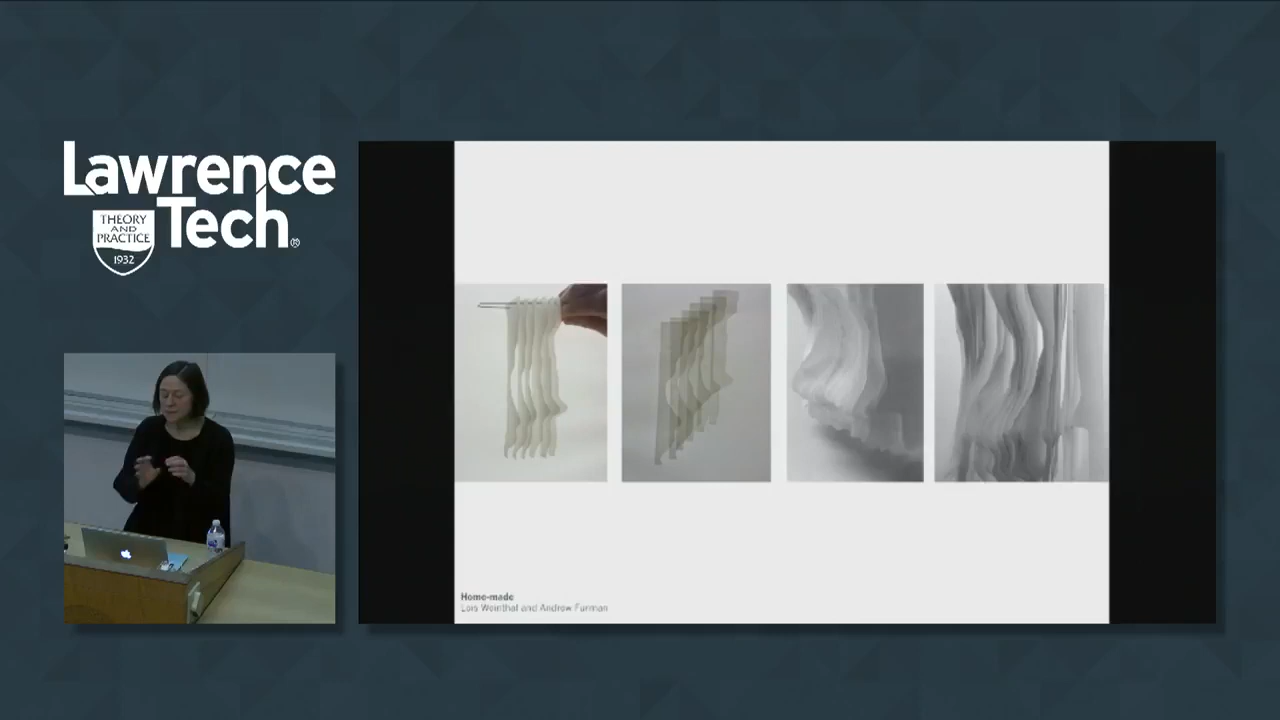 Lawrence
Tech®
THEORY
AND
PRACTICE
1932
Home-made
Lois Weinthal and Andrew Furman